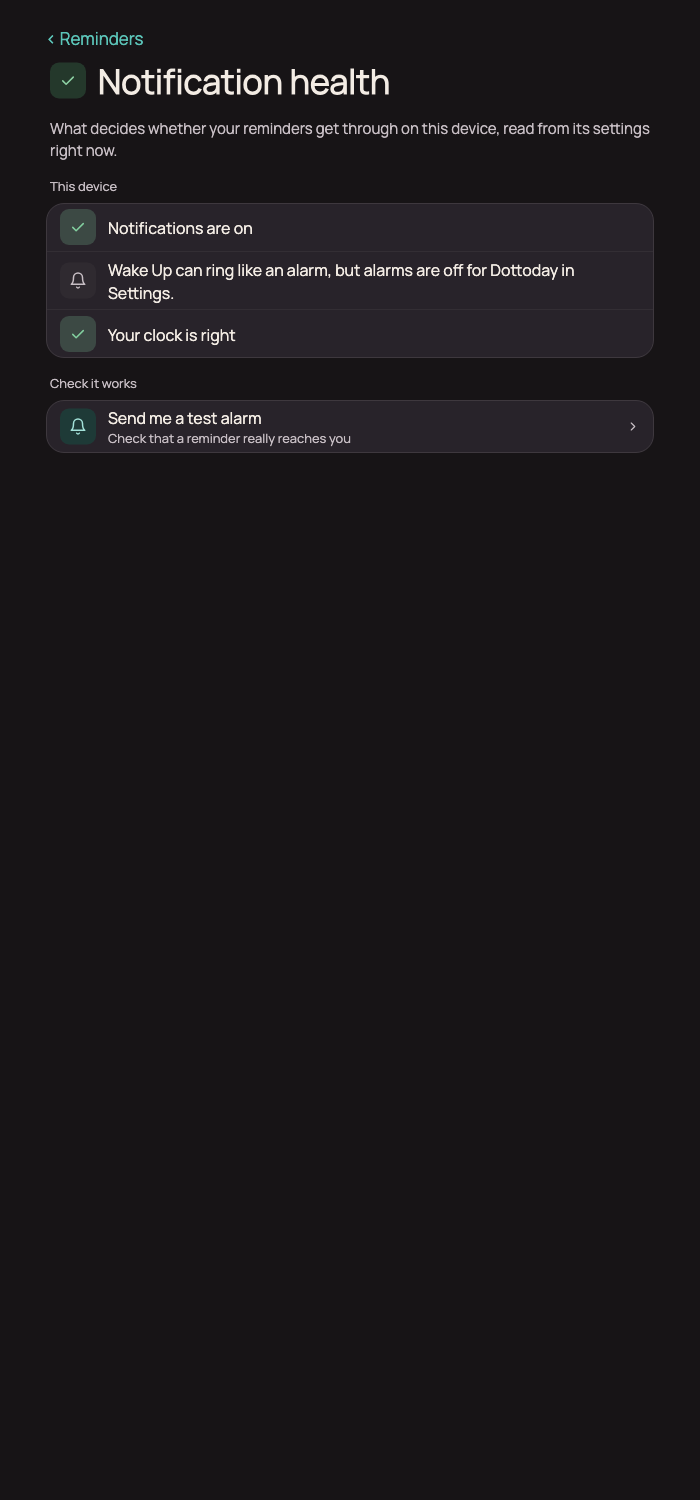 Reminders
Notification health
What decides whether your reminders get through on this device, read from its settings
right now.
This device
Notifications are on
Wake Up can ring like an alarm, but alarms are off for Dottoday in
Settings.
Your clock is right
Check it works
Send me a test alarm
Check that a reminder really reaches you